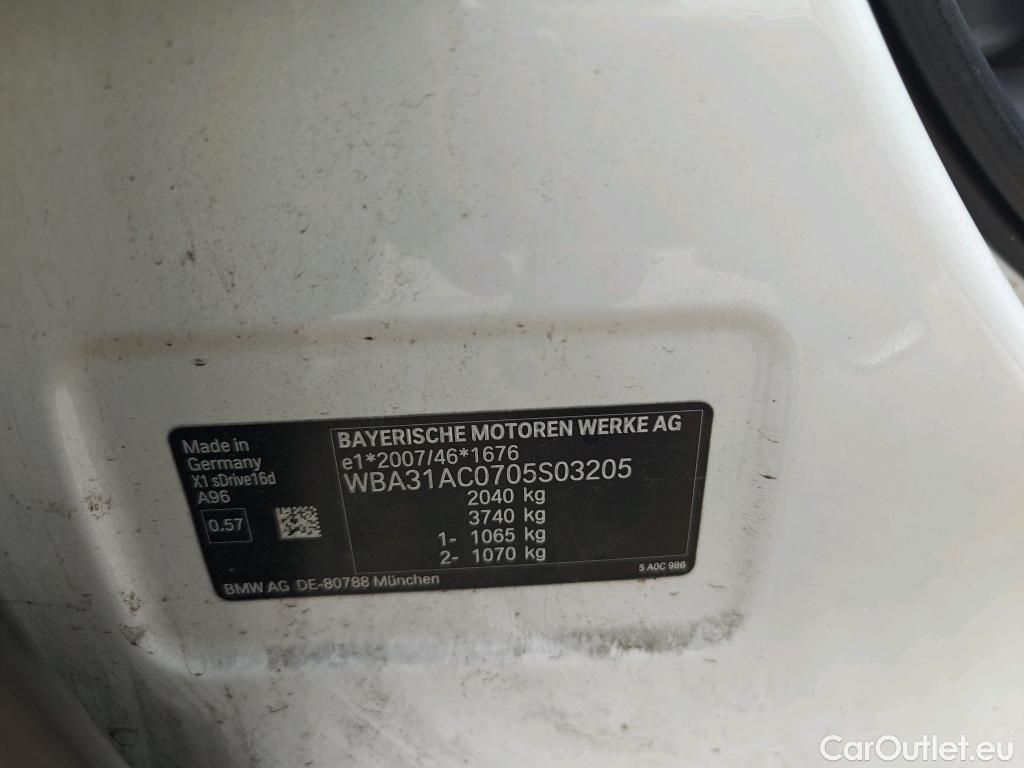 Made in
Germany
X1 sDrive16d
A96
0.57
BAYERISCHE MOTOREN WERKE AG
e1*2007/46*1676
WBA31AC0705S03205
2040 kg
3740 kg
1- 1065 kg
2- 1070 kg
5 A0C 986
BMW AG DE-80788 München
CarOutlet.eu